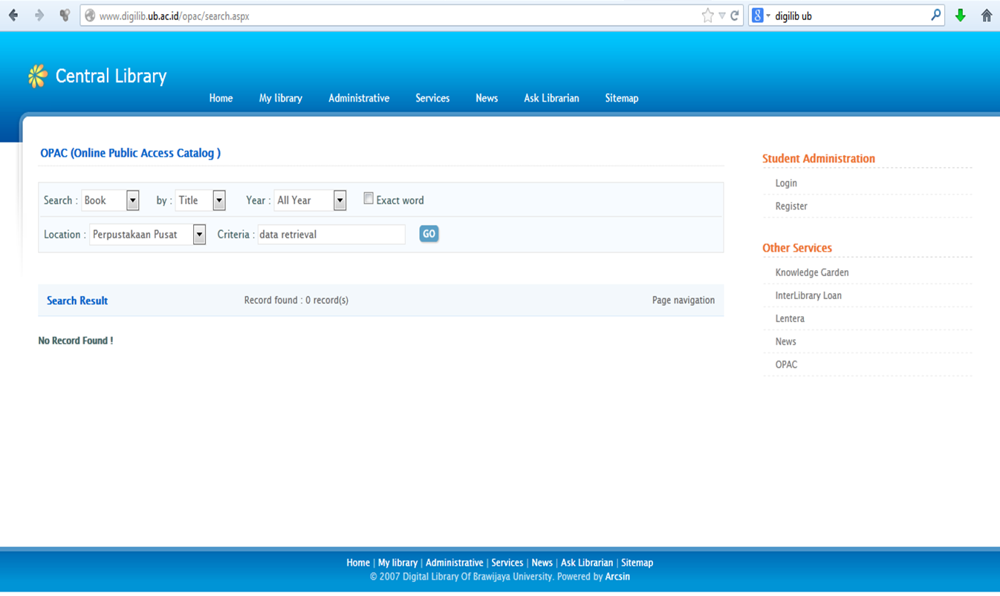 www.digilib.ub.ac.id/opac/search.aspx
8 digilib ub
Central Library
Home My library Administrative Services News Ask Librarian Sitemap
OPAC (Online Public Access Catalog )
Search : Book by : Title Year : All Year Exact word
Location : Perpustakaan Pusat Criteria : data retrieval GO
Search Result Record found : 0 record(s) Page navigation
No Record Found !
Student Administration
Login
Register
Other Services
Knowledge Garden
InterLibrary Loan
Lentera
News
OPAC
Home | My library | Administrative | Services | News | Ask Librarian | Sitemap
© 2007 Digital Library Of Brawijaya University. Powered by Arcsin